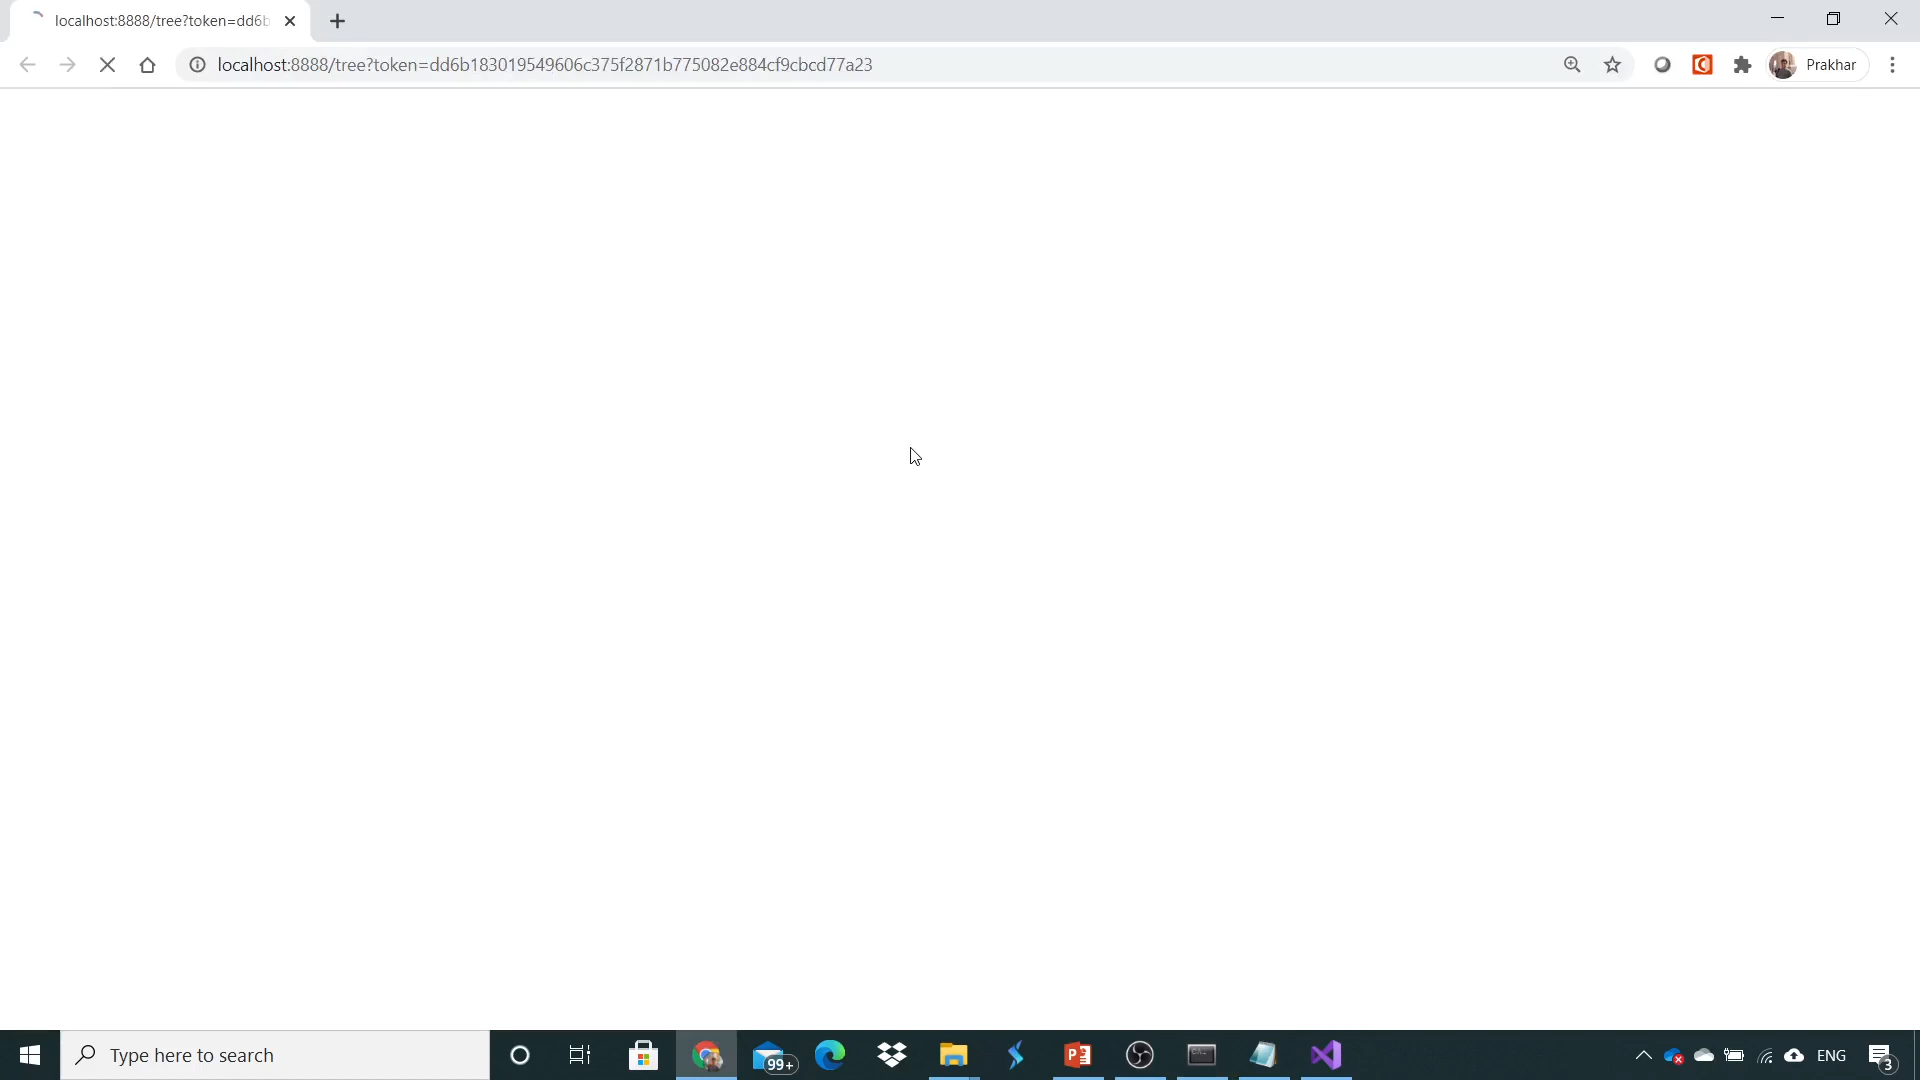 localhost:8888/tree?token=dd6b
localhost:8888/tree?token=dd6b183019549606c375f2871b775082e884cf9cbcd77a23
Prakhar
Type here to search
99+
ENG
3